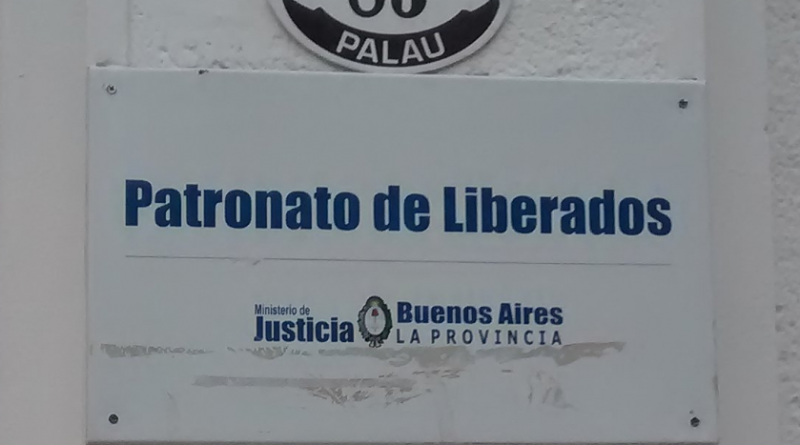 PALAU
Patronato de Liberados
Ministerio de
Justicia
Buenos Aires
LA PROVINCIA